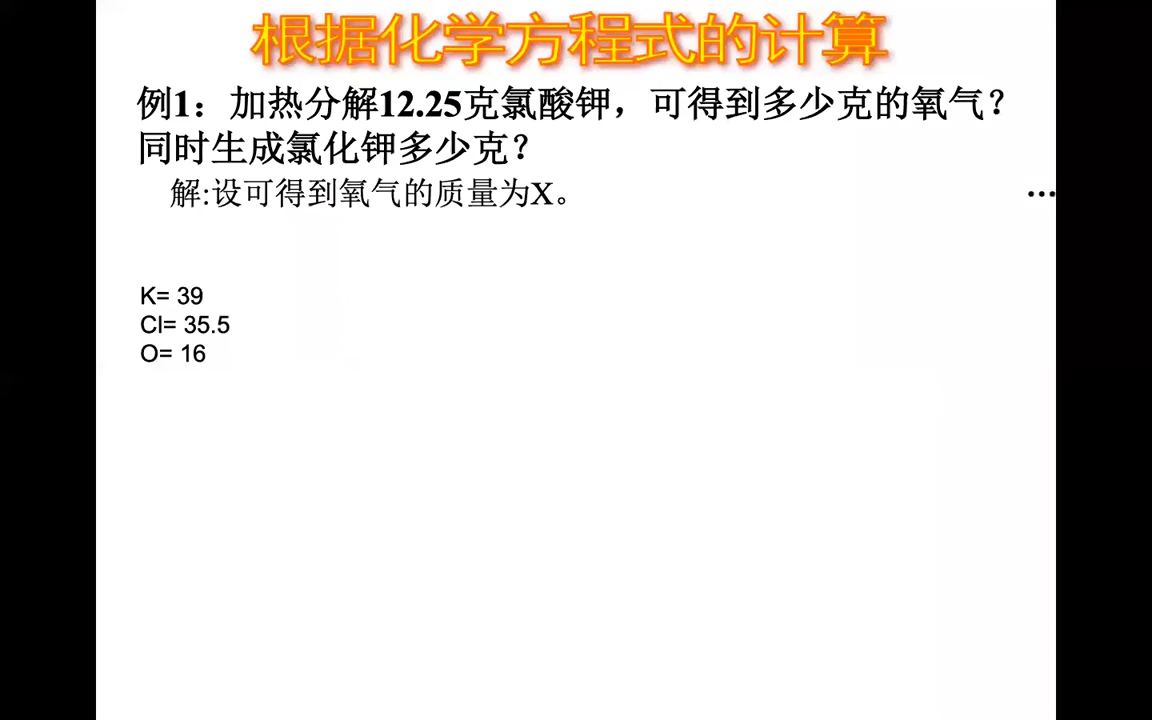 根据化学方程式的计算
例1：加热分解12.25克氯酸钾，可得到多少克的氧气？
同时生成氯化钾多少克？
解:设可得到氧气的质量为X。
…
K= 39
Cl= 35.5
O= 16